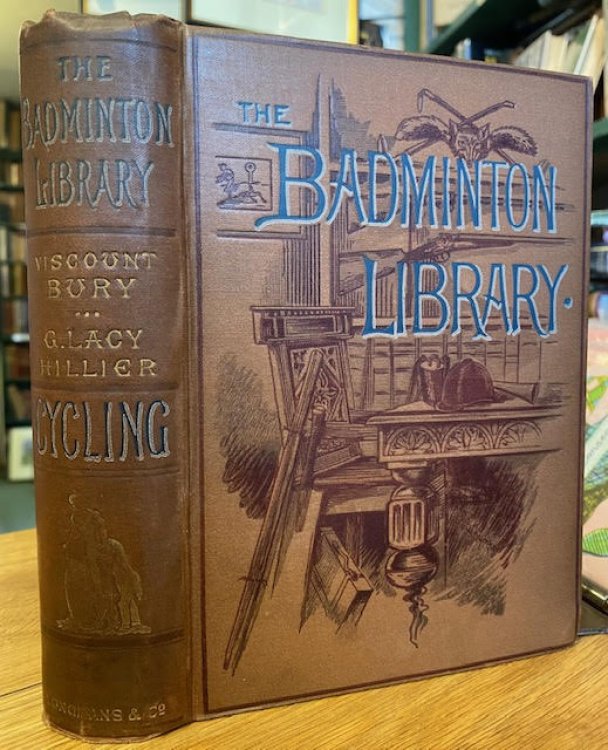 THE
BADMINTON
LIBRARY
VISCOUNT
BURY
G. LACY
HILLIER
CYCLING
LONGMANS & Co
THE
BADMINTON
LIBRARY.